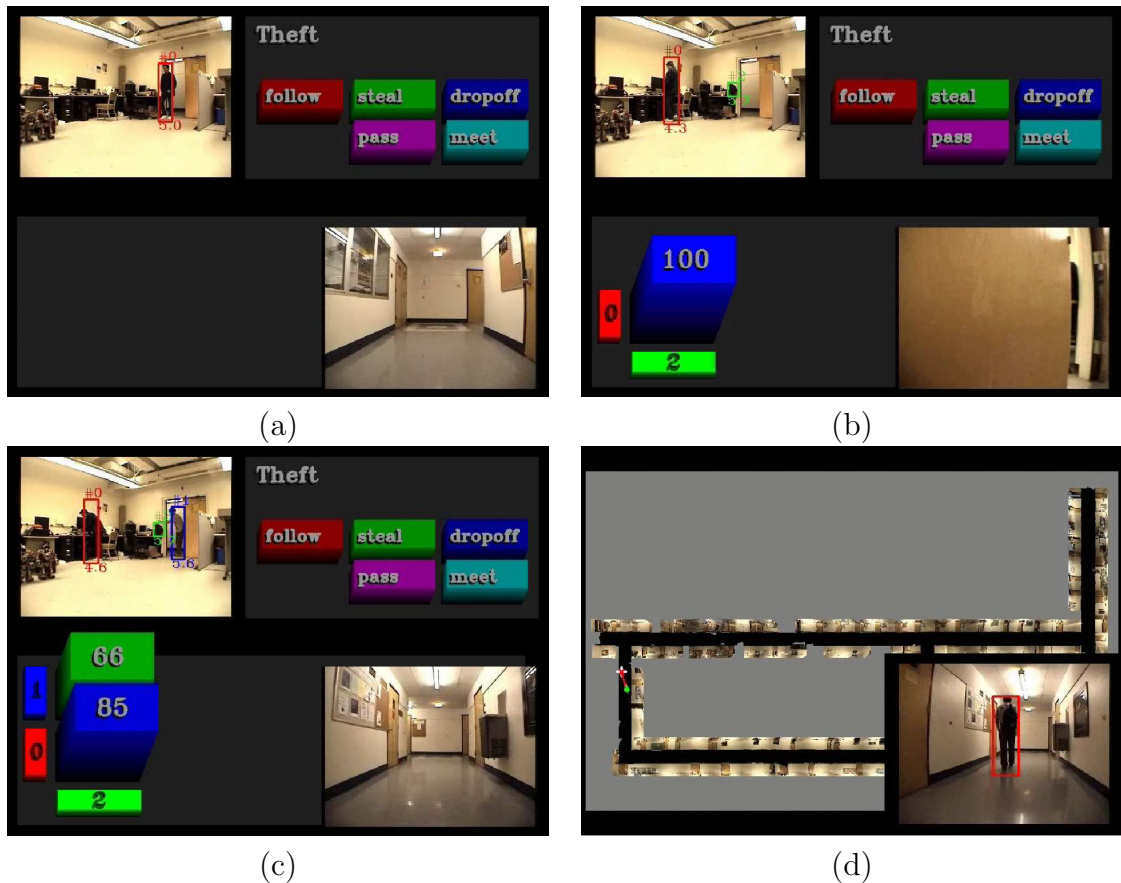 #0
5.0
Theft
follow steal dropoff
pass meet
(a)
#0
4.3
Theft
follow steal dropoff
pass meet
100
0
2
(b)
#0 #1
4.6 5.6
Theft
follow steal dropoff
pass meet
66
1 85
0
2
(c)
(d)